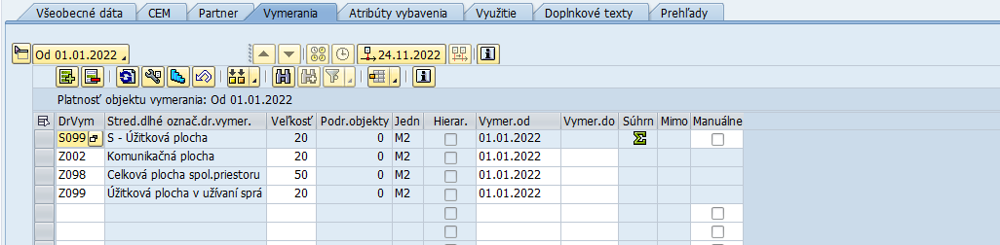 Všeobecné dáta CEM Partner Vymerania Atribúty vybavenia Využitie Doplnkové texty Prehľady
Od 01.01.2022 24.11.2022
Platnosť objektu vymerania: Od 01.01.2022
DrVym Stred.dlhé označ.dr.vymer. Veľkosť Podr.objekty Jedn Hierar. Vymer.od Vymer.do Súhrn Mimo Manuálne
S099 S - Úžitková plocha 20 0 M2 01.01.2022
Z002 Komunikačná plocha 20 0 M2 01.01.2022
Z098 Celková plocha spol.priestoru 50 0 M2 01.01.2022
Z099 Úžitková plocha v užívaní sprá 20 0 M2 01.01.2022